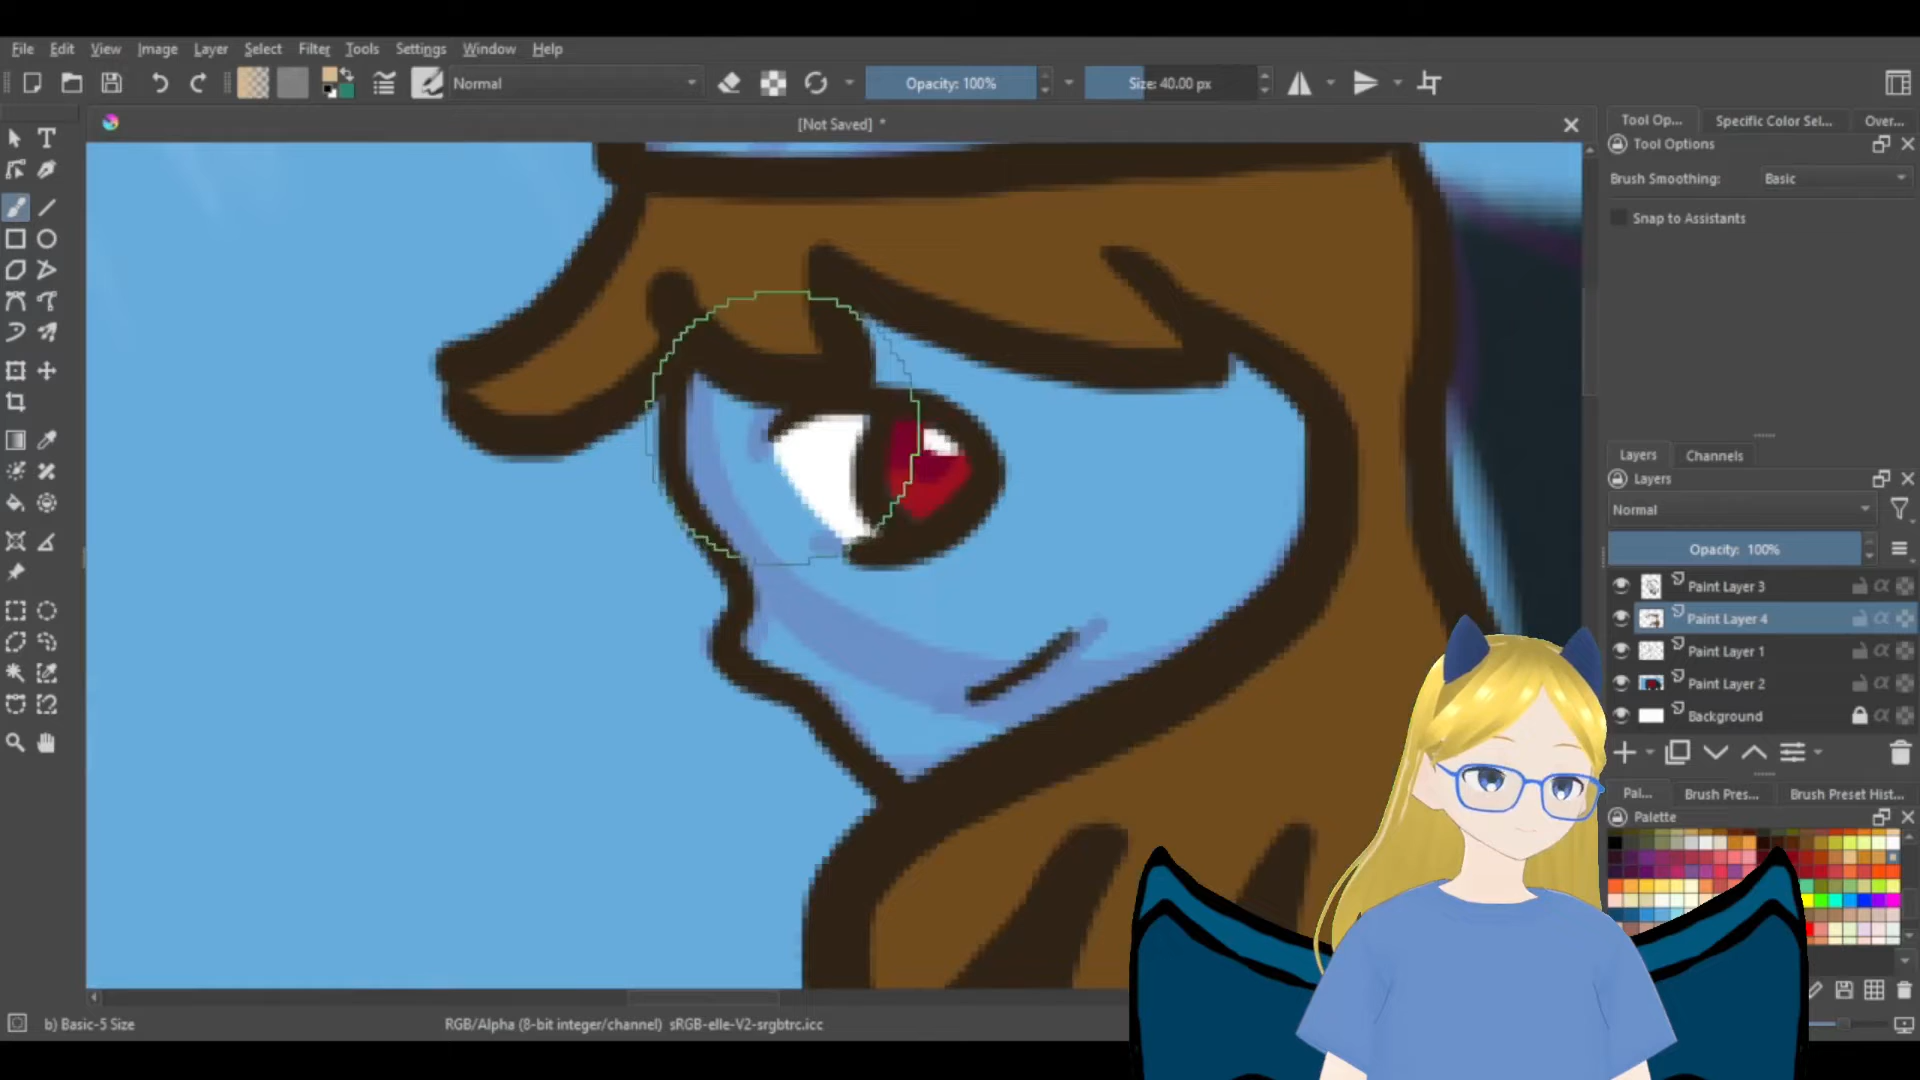 File Edit View Image Layer Select Filter Tools Settings Window Help
Normal Opacity: 100% Size: 40.00 px
[Not Saved] *
Tool Op... Specific Color Sel... Over...
Tool Options
Brush Smoothing: Basic
Snap to Assistants
Layers Channels
Layers
Normal
Opacity: 100%
Paint Layer 3
Paint Layer 4
Paint Layer 1
Paint Layer 2
Background
Pal... Brush Pres... Brush Preset Hist...
Palette
b) Basic-5 Size RGB/Alpha (8-bit integer/channel) sRGB-elle-V2-srgbtrc.icc